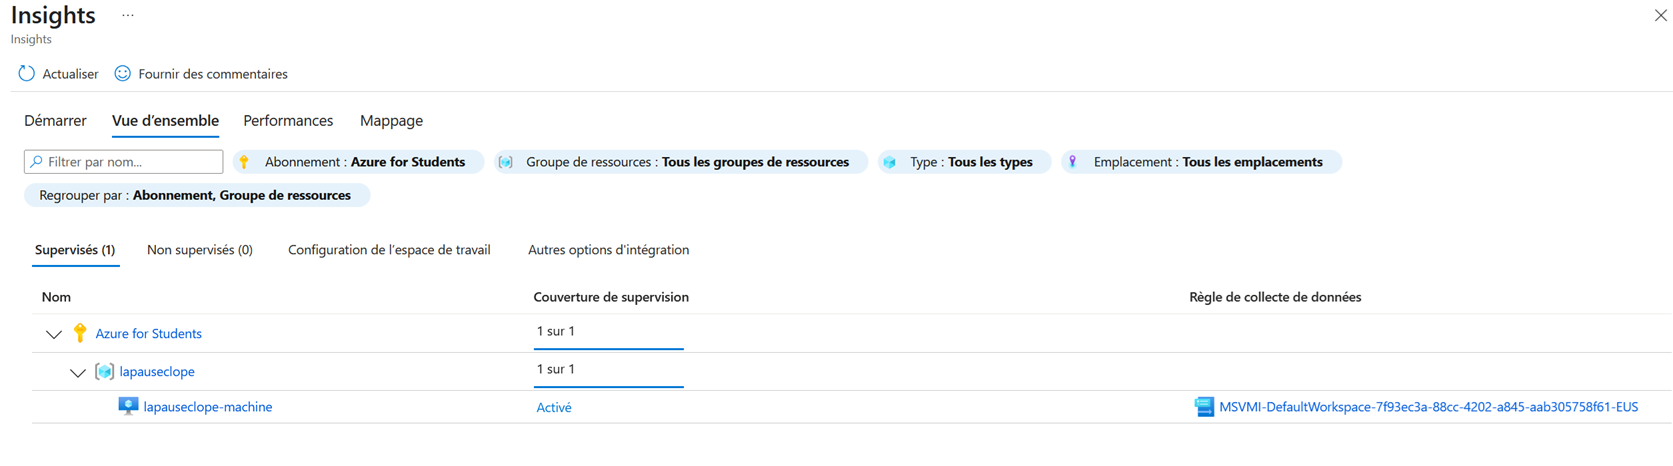 Insights ...
Insights
Actualiser Fournir des commentaires
Démarrer Vue d'ensemble Performances Mappage
Filtrer par nom... Abonnement : Azure for Students Groupe de ressources : Tous les groupes de ressources Type : Tous les types Emplacement : Tous les emplacements
Regrouper par : Abonnement, Groupe de ressources
Supervisés (1) Non supervisés (0) Configuration de l'espace de travail Autres options d'intégration
Nom Couverture de supervision Règle de collecte de données
Azure for Students 1 sur 1
lapauseclope 1 sur 1
lapauseclope-machine Activé MSVMI-DefaultWorkspace-7f93ec3a-88cc-4202-a845-aab305758f61-EUS